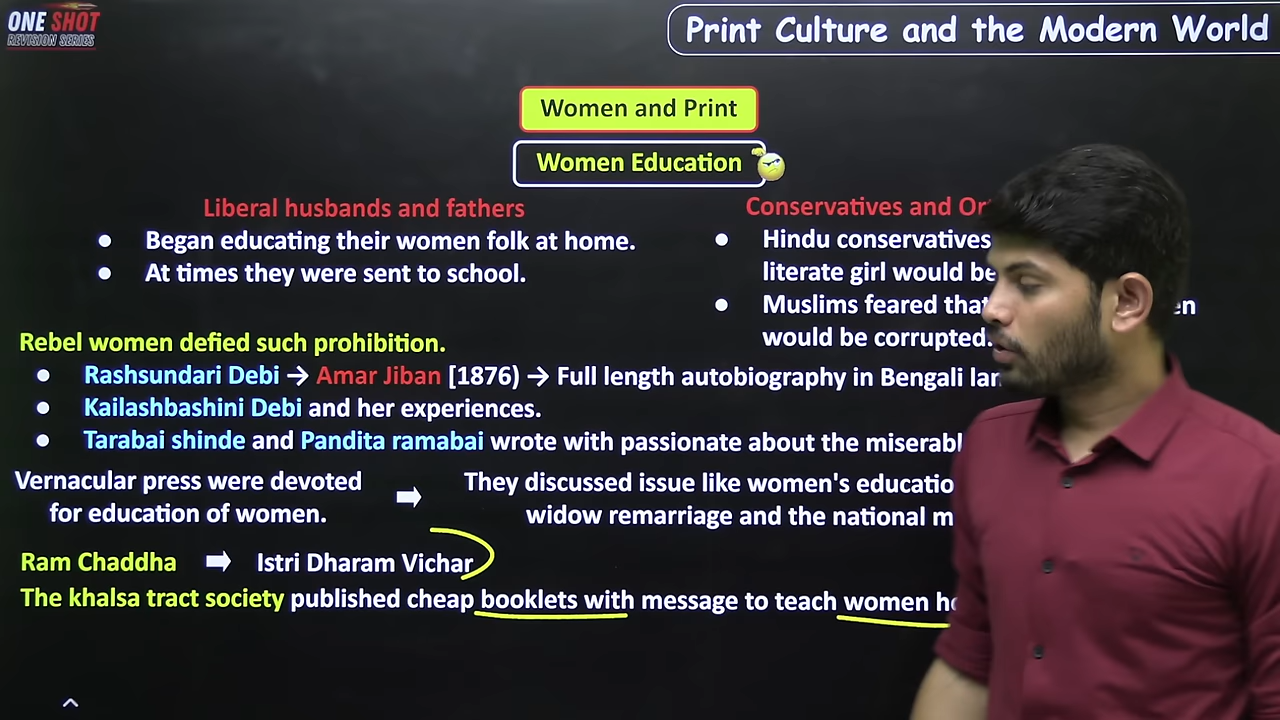 ONE SHOT
REVISION SERIES
Print Culture and the Modern World
Women and Print
Women Education
Liberal husbands and fathers
● Began educating their women folk at home.
● At times they were sent to school.
Conservatives and
● Hindu conservatives
literate girl would be
● Muslims feared that
would be corrupted.
Rebel women defied such prohibition.
● Rashsundari Debi → Amar Jiban [1876) → Full length autobiography in Bengali
● Kailashbashini Debi and her experiences.
● Tarabai shinde and Pandita ramabai wrote with passionate about the
Vernacular press were devoted
for education of women.
➡ They discussed issue like women's
widow remarriage and the national
Ram Chaddha ➡ Istri Dharam Vichar
The khalsa tract society published cheap booklets with message to teach women